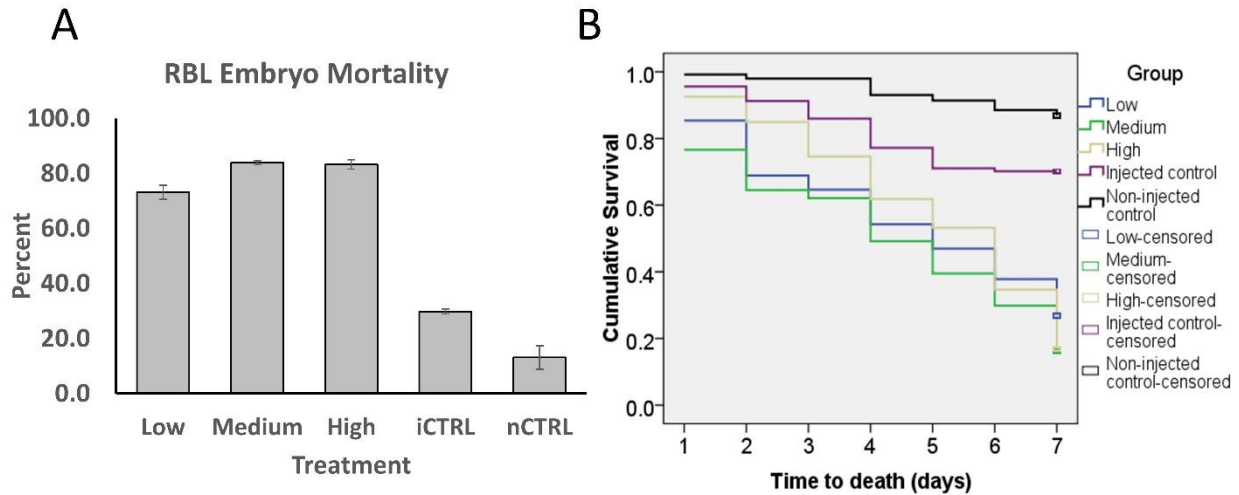 A
RBL Embryo Mortality
100.0
80.0
60.0
40.0
20.0
0.0
Percent
Low Medium High iCTRL nCTRL
Treatment
B
1.0
0.8
0.6
0.4
0.2
0.0
Cumulative Survival
1 2 3 4 5 6 7
Time to death (days)
Group
Low
Medium
High
Injected control
Non-injected
control
Low-censored
Medium-
censored
High-censored
Injected control-
censored
Non-injected
control-censored